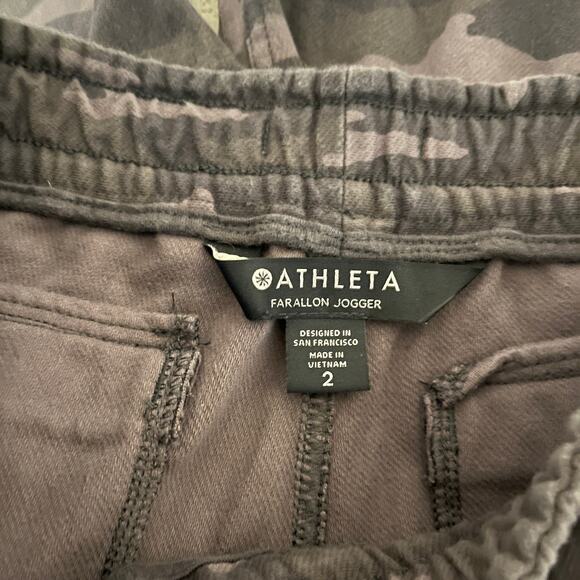 ATHLETA
FARALLON JOGGER
DESIGNED IN
SAN FRANCISCO
MADE IN
VIETNAM
2